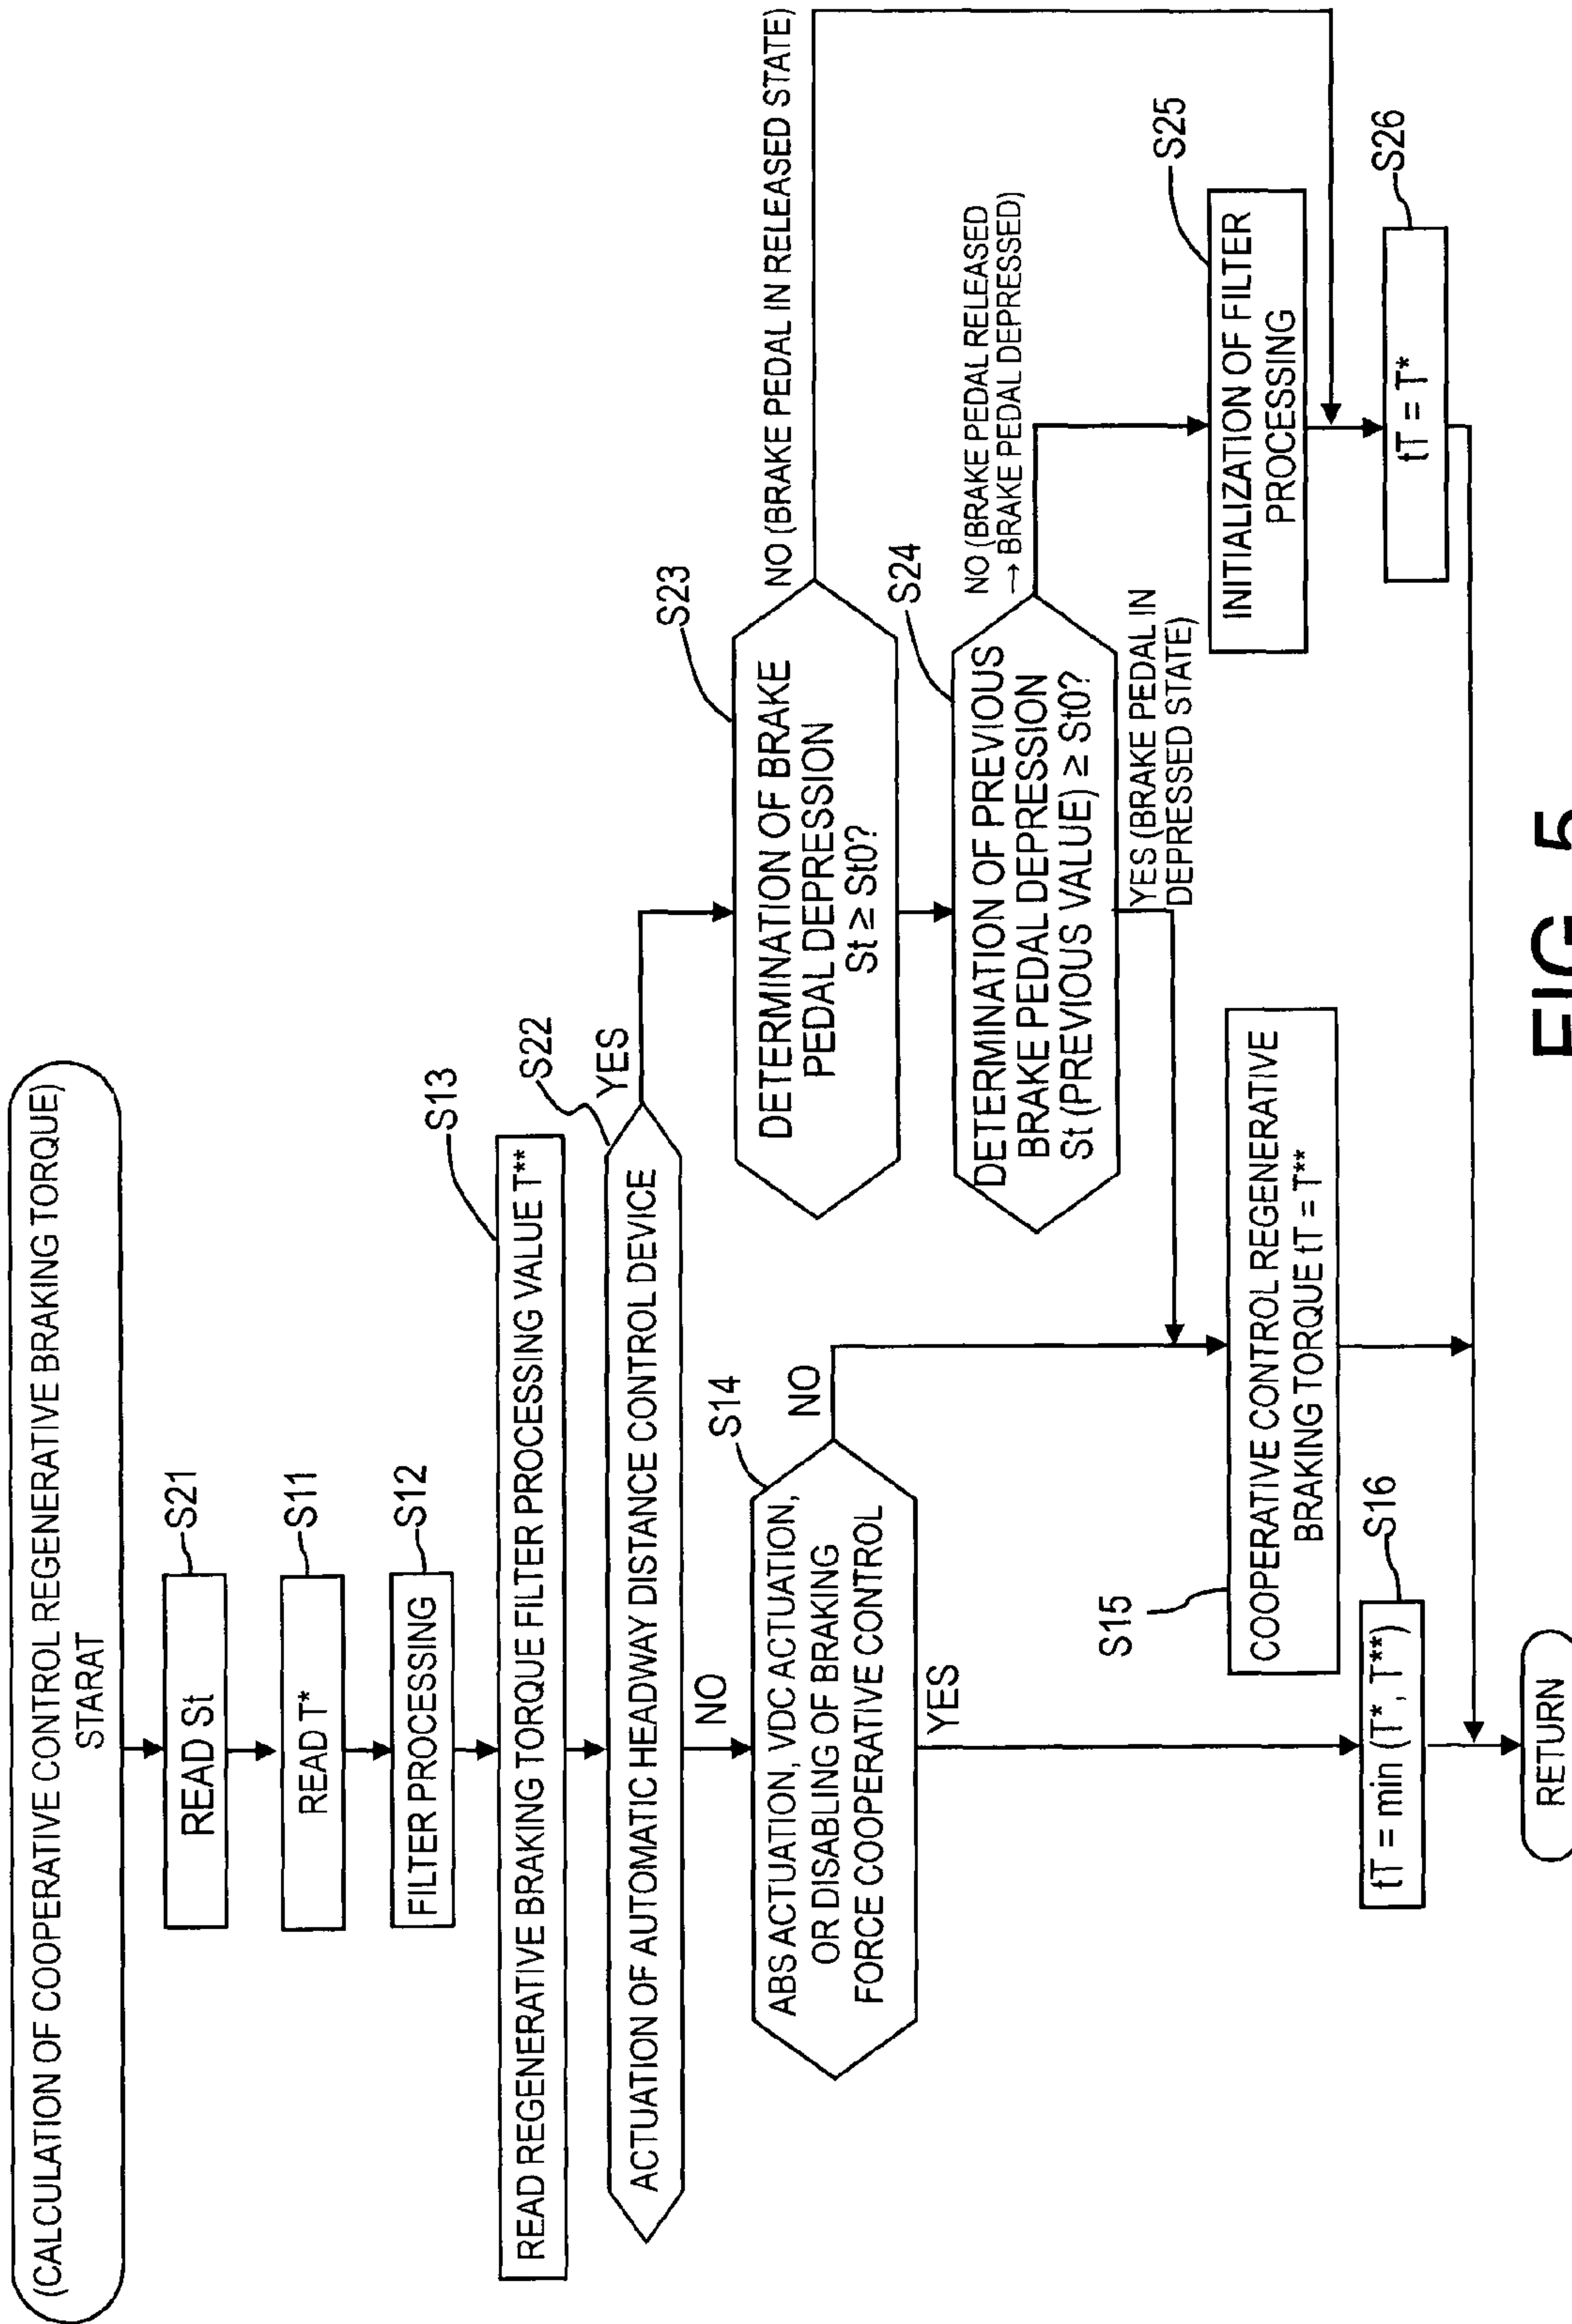 (CALCULATION OF COOPERATIVE CONTROL REGENERATIVE BRAKING TORQUE)
STARAT
READ St
S21
READ T*
S11
FILTER PROCESSING
S12
READ REGENERATIVE BRAKING TORQUE FILTER PROCESSING VALUE T**
S13
ACTUATION OF AUTOMATIC HEADWAY DISTANCE CONTROL DEVICE
S22
YES
NO
ABS ACTUATION, VDC ACTUATION,
OR DISABLING OF BRAKING
FORCE COOPERATIVE CONTROL
S14
NO
YES
DETERMINATION OF BRAKE
PEDAL DEPRESSION
St ≥ St0?
S23
NO (BRAKE PEDAL IN RELEASED STATE)
DETERMINATION OF PREVIOUS
BRAKE PEDAL DEPRESSION
St (PREVIOUS VALUE) ≥ St0?
S24
NO (BRAKE PEDAL RELEASED
→ BRAKE PEDAL DEPRESSED)
YES (BRAKE PEDAL IN
DEPRESSED STATE)
INITIALIZATION OF FILTER
PROCESSING
S25
COOPERATIVE CONTROL REGENERATIVE
BRAKING TORQUE tT = T**
S15
tT = min (T*, T**)
S16
tT = T*
S26
RETURN
FIG. 5